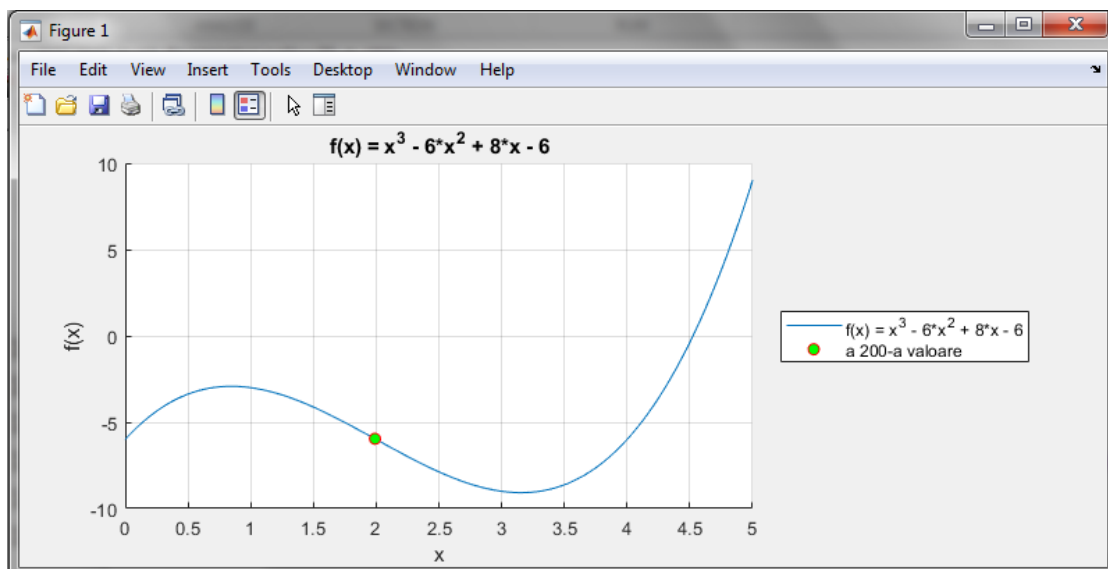 Figure 1
File Edit View Insert Tools Desktop Window Help
f(x) = x³ - 6*x² + 8*x - 6
10
5
0
-5
-10
f(x)
0 0.5 1 1.5 2 2.5 3 3.5 4 4.5 5
x
f(x) = x³ - 6*x² + 8*x - 6
a 200-a valoare